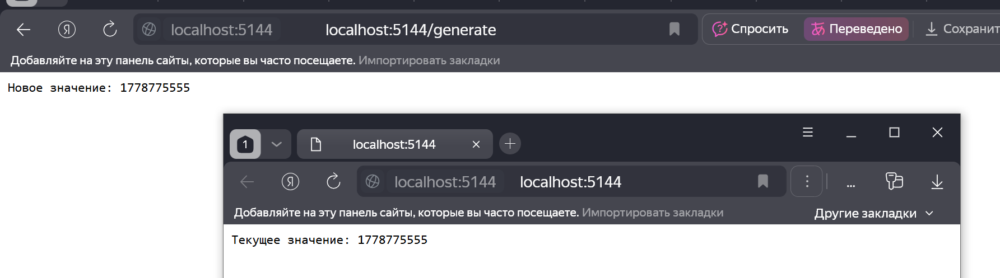 localhost:5144 localhost:5144/generate Спросить Переведено Сохранит
Добавляйте на эту панель сайты, которые вы часто посещаете. Импортировать закладки
Новое значение: 1778775555
1 localhost:5144
localhost:5144 localhost:5144
Добавляйте на эту панель сайты, которые вы часто посещаете. Импортировать закладки Другие закладки
Текущее значение: 1778775555